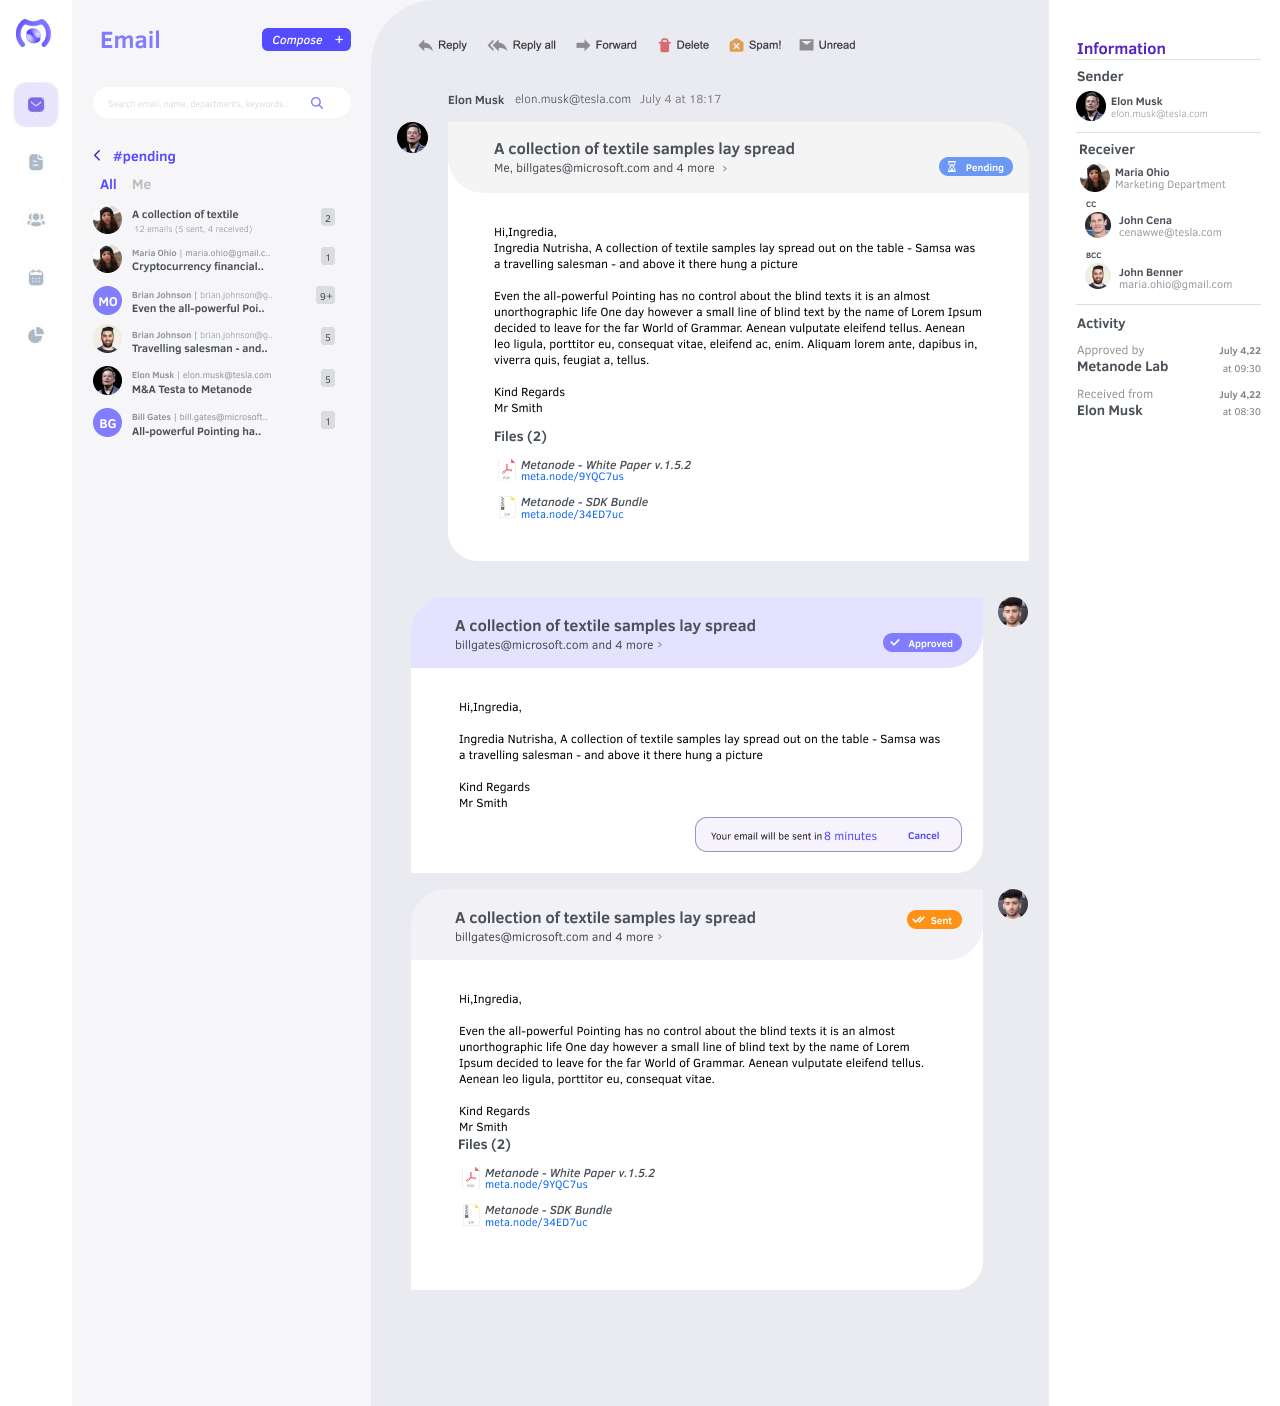 Email
Compose +
Search email, name, departments, keywords...
#pending
All Me
A collection of textile 2
12 emails (5 sent, 4 received)
Maria Ohio | maria.ohio@gmail.c.. 1
Cryptocurrency financial..
MO
Brian Johnson | brian.johnson@g.. 9+
Even the all-powerful Poi..
Brian Johnson | brian.johnson@g.. 5
Travelling salesman - and..
Elon Musk | elon.musk@tesla.com 5
M&A Testa to Metanode
BG
Bill Gates | bill.gates@microsoft.. 1
All-powerful Pointing ha..
Reply Reply all Forward Delete Spam! Unread
Elon Musk elon.musk@tesla.com July 4 at 18:17
A collection of textile samples lay spread
Me, billgates@microsoft.com and 4 more >
Pending
Hi,Ingredia,
Ingredia Nutrisha, A collection of textile samples lay spread out on the table - Samsa was
a travelling salesman - and above it there hung a picture
Even the all-powerful Pointing has no control about the blind texts it is an almost
unorthographic life One day however a small line of blind text by the name of Lorem Ipsum
decided to leave for the far World of Grammar. Aenean vulputate eleifend tellus. Aenean
leo ligula, porttitor eu, consequat vitae, eleifend ac, enim. Aliquam lorem ante, dapibus in,
viverra quis, feugiat a, tellus.
Kind Regards
Mr Smith
Files (2)
Metanode - White Paper v.1.5.2
meta.node/9YQC7us
Metanode - SDK Bundle
meta.node/34ED7uc
A collection of textile samples lay spread
billgates@microsoft.com and 4 more >
Approved
Hi,Ingredia,
Ingredia Nutrisha, A collection of textile samples lay spread out on the table - Samsa was
a travelling salesman - and above it there hung a picture
Kind Regards
Mr Smith
Your email will be sent in 8 minutes Cancel
A collection of textile samples lay spread
Sent
billgates@microsoft.com and 4 more >
Hi,Ingredia,
Even the all-powerful Pointing has no control about the blind texts it is an almost
unorthographic life One day however a small line of blind text by the name of Lorem
Ipsum decided to leave for the far World of Grammar. Aenean vulputate eleifend tellus.
Aenean leo ligula, porttitor eu, consequat vitae.
Kind Regards
Mr Smith
Files (2)
Metanode - White Paper v.1.5.2
meta.node/9YQC7us
Metanode - SDK Bundle
meta.node/34ED7uc
Information
Sender
Elon Musk
elon.musk@tesla.com
Receiver
Maria Ohio
Marketing Department
CC
John Cena
cenawwe@tesla.com
BCC
John Benner
maria.ohio@gmail.com
Activity
Approved by July 4,22
Metanode Lab at 09:30
Received from July 4,22
Elon Musk at 08:30